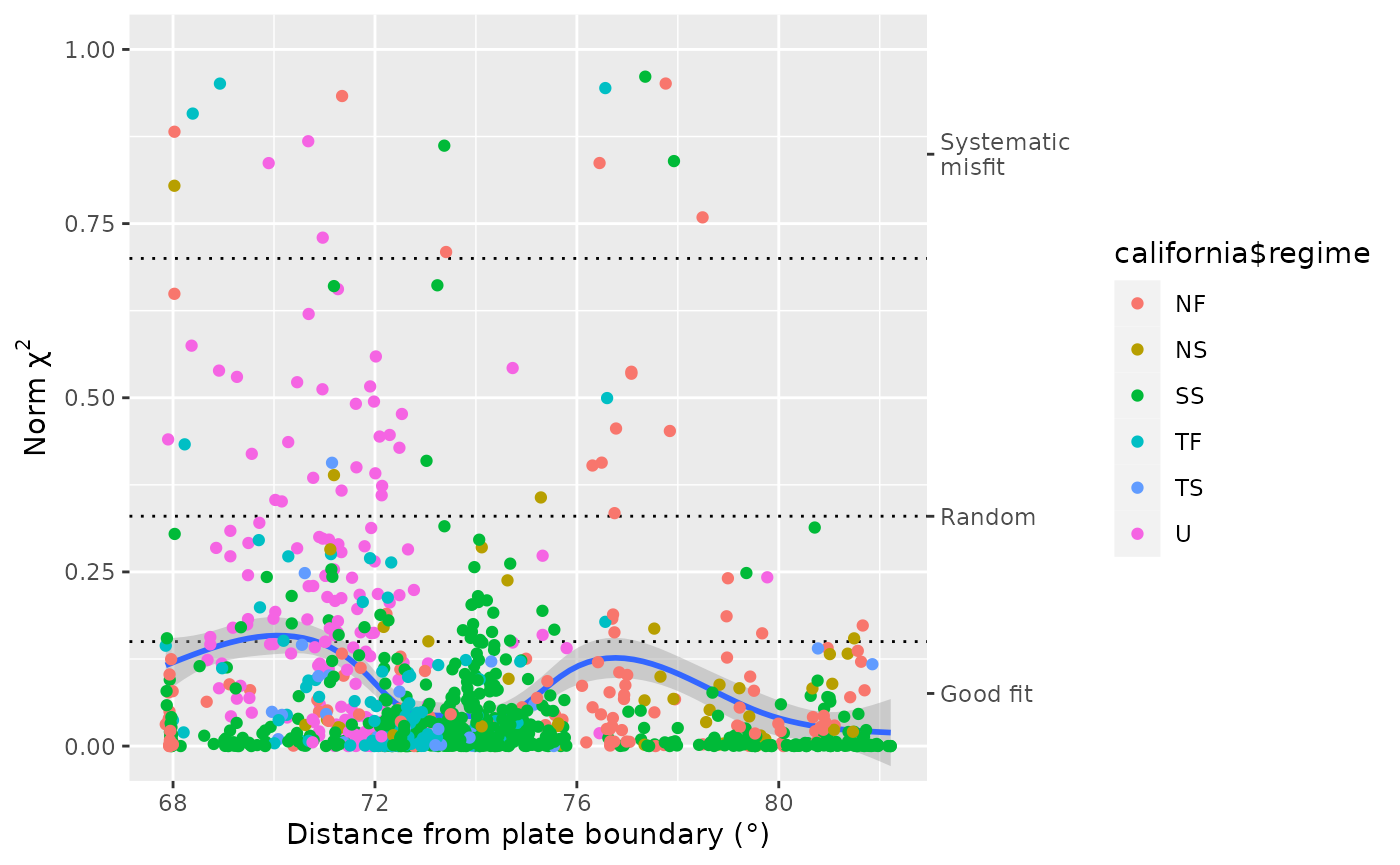 1.00
0.75
0.50
0.25
0.00
Norm χ²
68
72
76
80
Distance from plate boundary (°)
Systematic
misfit
Random
Good fit
california$regime
NF
NS
SS
TF
TS
U